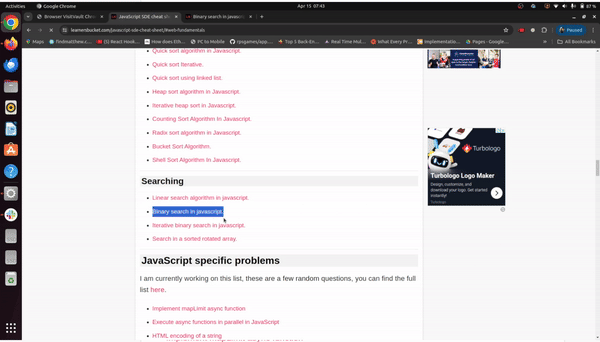 Activities
Google Chrome
Apr 15 07:43
87 %
Browser Visit Vault Chro
JavaScript SDE cheat she
Binary search in javascri
learnersbucket.com/javascript-sde-cheat-sheet/#web-fundamentals
Paused
Maps
findmatthew.c
(5) React Hook
How does Eth
PC to Mobile
rpsgames/app
Top 5 Back-En
Real Time Mul
What Every Pr
Implementatio
Pages - Google
All Bookmarks
Quick sort algorithm in Javascript.
Quick sort Iterative.
Quick sort using linked list.
Heap sort algorithm in Javascript.
Iterative heap sort in Javascript.
Counting Sort Algorithm In Javascript.
Radix sort algorithm in Javascript.
Bucket Sort Algorithm.
Shell Sort Algorithm In Javascript.
Searching
Linear search algorithm in javascript.
Binary search in javascript.
Iterative binary search in javascript.
Search in a sorted rotated array.
JavaScript specific problems
I am currently working on this list, these are a few random questions, you can find the full
list here.
Implement mapLimit async function
Execute async functions in parallel in JavaScript
HTML encoding of a string
Turbologo
Turbologo Logo Maker
Design, customize, and
download your logo. Get started
instantly!
Turbologo